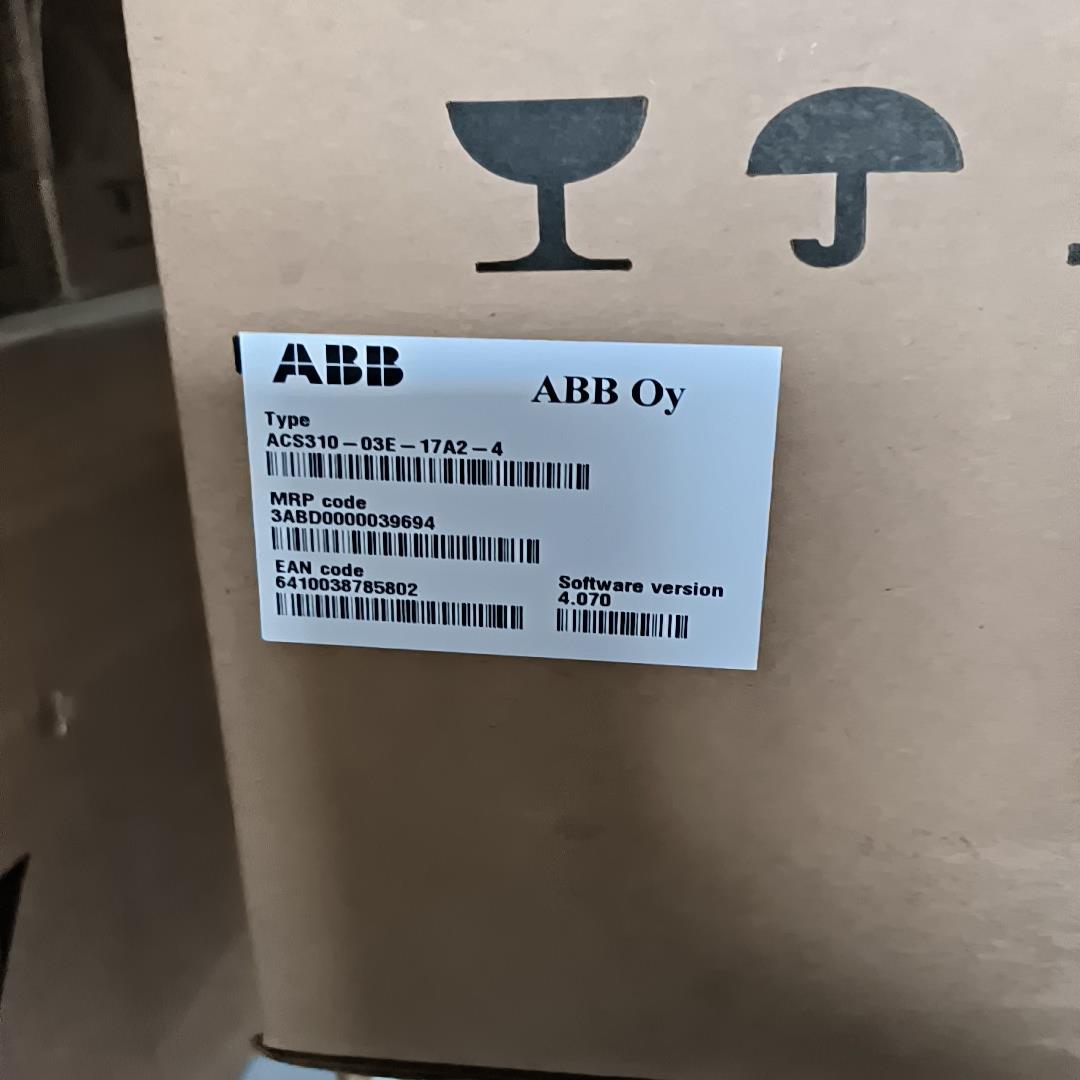 ABB
ABB Oy
Type
ACS310-03E-17A2-4
MRP code
3ABD0000039694
EAN code
6410038785802
Software version
4.070